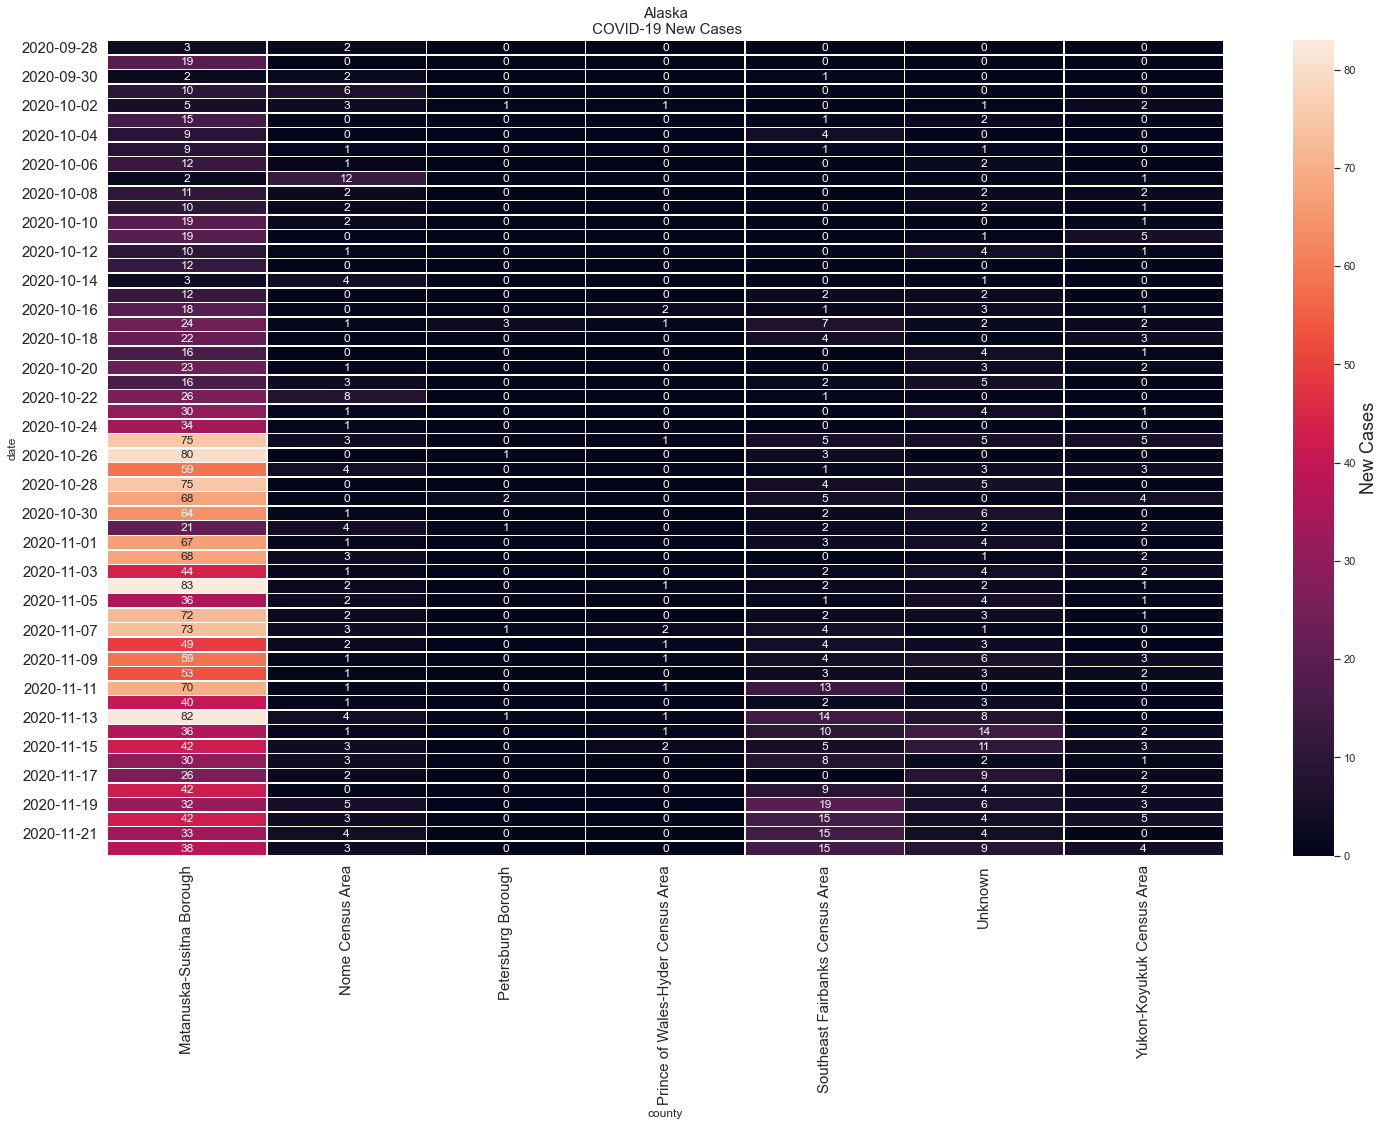 Alaska
COVID-19 New Cases
2020-09-28 3 2 0 0 0 0 0
19 0 0 0 0 0 0
2020-09-30 2 2 0 0 1 0 0
10 6 0 0 0 0 0
2020-10-02 5 3 1 1 0 1 2
15 0 0 0 1 2 0
2020-10-04 9 0 0 0 4 0 0
9 1 0 0 1 1 0
2020-10-06 12 1 0 0 0 2 0
2 12 0 0 0 0 1
2020-10-08 11 2 0 0 0 2 2
10 2 0 0 0 2 1
2020-10-10 19 2 0 0 0 0 1
19 0 0 0 0 1 5
2020-10-12 10 1 0 0 0 4 1
12 0 0 0 0 0 0
2020-10-14 3 4 0 0 0 1 0
12 0 0 0 2 2 0
2020-10-16 18 0 0 2 1 3 1
24 1 3 1 7 2 2
2020-10-18 22 0 0 0 4 0 3
16 0 0 0 0 4 1
2020-10-20 23 1 0 0 0 3 2
16 3 0 0 2 5 0
2020-10-22 26 8 0 0 1 0 0
30 1 0 0 0 4 1
2020-10-24 34 1 0 0 0 0 0
75 3 0 1 5 5 5
2020-10-26 80 0 1 0 3 0 0
59 4 0 0 1 3 3
2020-10-28 75 0 0 0 4 5 0
68 0 2 0 5 0 4
2020-10-30 64 1 0 0 2 6 0
21 4 1 0 2 2 2
2020-11-01 67 1 0 0 3 4 0
68 3 0 0 0 1 2
2020-11-03 44 1 0 0 2 4 2
83 2 0 1 2 2 1
2020-11-05 36 2 0 0 1 4 1
72 2 0 0 2 3 1
2020-11-07 73 3 1 2 4 1 0
49 2 0 1 4 3 0
2020-11-09 59 1 0 1 4 6 3
53 1 0 0 3 3 2
2020-11-11 70 1 0 1 13 0 0
40 1 0 0 2 3 0
2020-11-13 82 4 1 1 14 8 0
36 1 0 1 10 14 2
2020-11-15 42 3 0 2 5 11 3
30 3 0 0 8 2 1
2020-11-17 26 2 0 0 0 9 2
42 0 0 0 9 4 2
2020-11-19 32 5 0 0 19 6 3
42 3 0 0 15 4 5
2020-11-21 33 4 0 0 15 4 0
38 3 0 0 15 9 4
date
Matanuska-Susitna Borough
Nome Census Area
Petersburg Borough
Prince of Wales-Hyder Census Area
Southeast Fairbanks Census Area
Unknown
Yukon-Koyukuk Census Area
county
80
70
60
50
40
30
20
10
0
New Cases